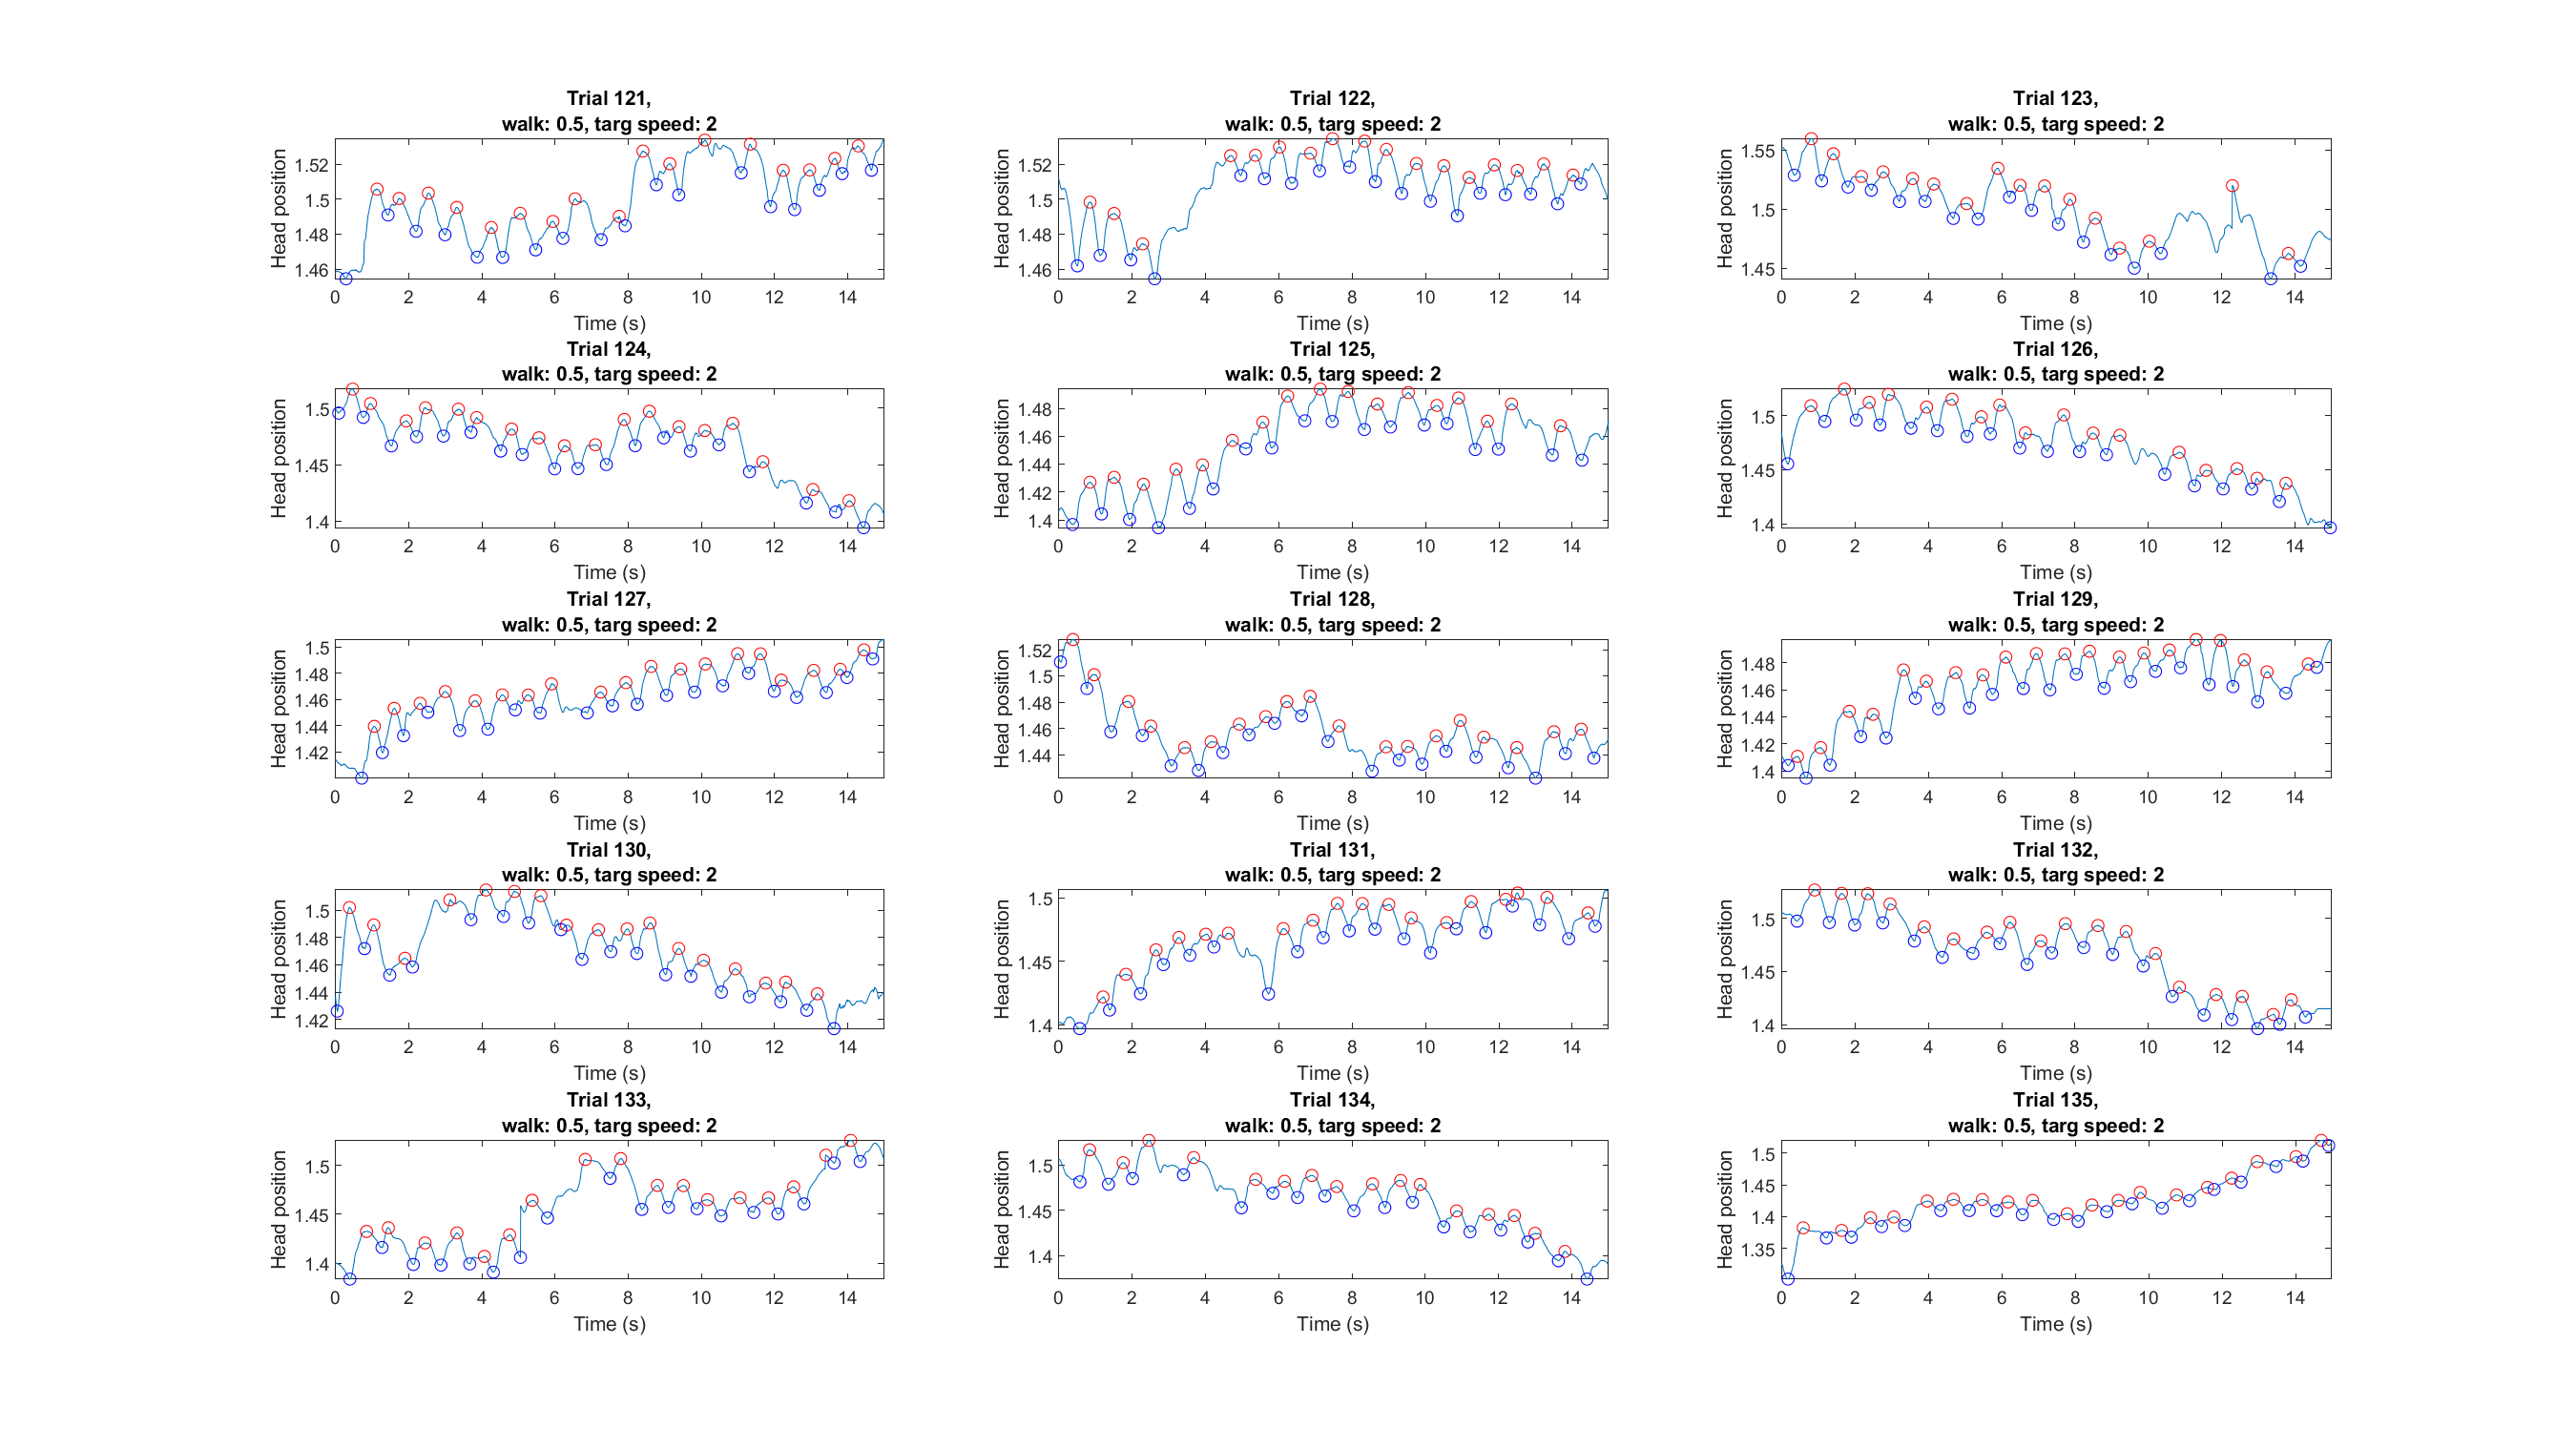 Trial 121,
walk: 0.5, targ speed: 2
Head position
1.52
1.5
1.48
1.46
0 2 4 6 8 10 12 14
Time (s)
Trial 122,
walk: 0.5, targ speed: 2
Head position
1.52
1.5
1.48
1.46
0 2 4 6 8 10 12 14
Time (s)
Trial 123,
walk: 0.5, targ speed: 2
Head position
1.55
1.5
1.45
0 2 4 6 8 10 12 14
Time (s)
Trial 124,
walk: 0.5, targ speed: 2
Head position
1.5
1.45
1.4
0 2 4 6 8 10 12 14
Time (s)
Trial 125,
walk: 0.5, targ speed: 2
Head position
1.48
1.46
1.44
1.42
1.4
0 2 4 6 8 10 12 14
Time (s)
Trial 126,
walk: 0.5, targ speed: 2
Head position
1.5
1.45
1.4
0 2 4 6 8 10 12 14
Time (s)
Trial 127,
walk: 0.5, targ speed: 2
Head position
1.5
1.48
1.46
1.44
1.42
0 2 4 6 8 10 12 14
Time (s)
Trial 128,
walk: 0.5, targ speed: 2
Head position
1.52
1.5
1.48
1.46
1.44
0 2 4 6 8 10 12 14
Time (s)
Trial 129,
walk: 0.5, targ speed: 2
Head position
1.48
1.46
1.44
1.42
1.4
0 2 4 6 8 10 12 14
Time (s)
Trial 130,
walk: 0.5, targ speed: 2
Head position
1.5
1.48
1.46
1.44
1.42
0 2 4 6 8 10 12 14
Time (s)
Trial 131,
walk: 0.5, targ speed: 2
Head position
1.5
1.45
1.4
0 2 4 6 8 10 12 14
Time (s)
Trial 132,
walk: 0.5, targ speed: 2
Head position
1.5
1.45
1.4
0 2 4 6 8 10 12 14
Time (s)
Trial 133,
walk: 0.5, targ speed: 2
Head position
1.5
1.45
1.4
0 2 4 6 8 10 12 14
Time (s)
Trial 134,
walk: 0.5, targ speed: 2
Head position
1.5
1.45
1.4
0 2 4 6 8 10 12 14
Time (s)
Trial 135,
walk: 0.5, targ speed: 2
Head position
1.5
1.45
1.4
1.35
0 2 4 6 8 10 12 14
Time (s)